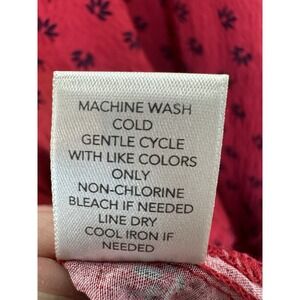 MACHINE WASH
COLD
GENTLE CYCLE
WITH LIKE COLORS
ONLY
NON-CHLORINE
BLEACH IF NEEDED
LINE DRY
COOL IRON IF
NEEDED